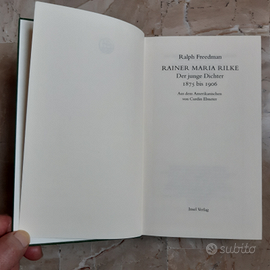 Ralph Freedman
RAINER MARIA RILKE
Der junge Dichter
1875 bis 1906
Aus dem Amerikanischen
von Curdin Ebneter
Insel Verlag
subito